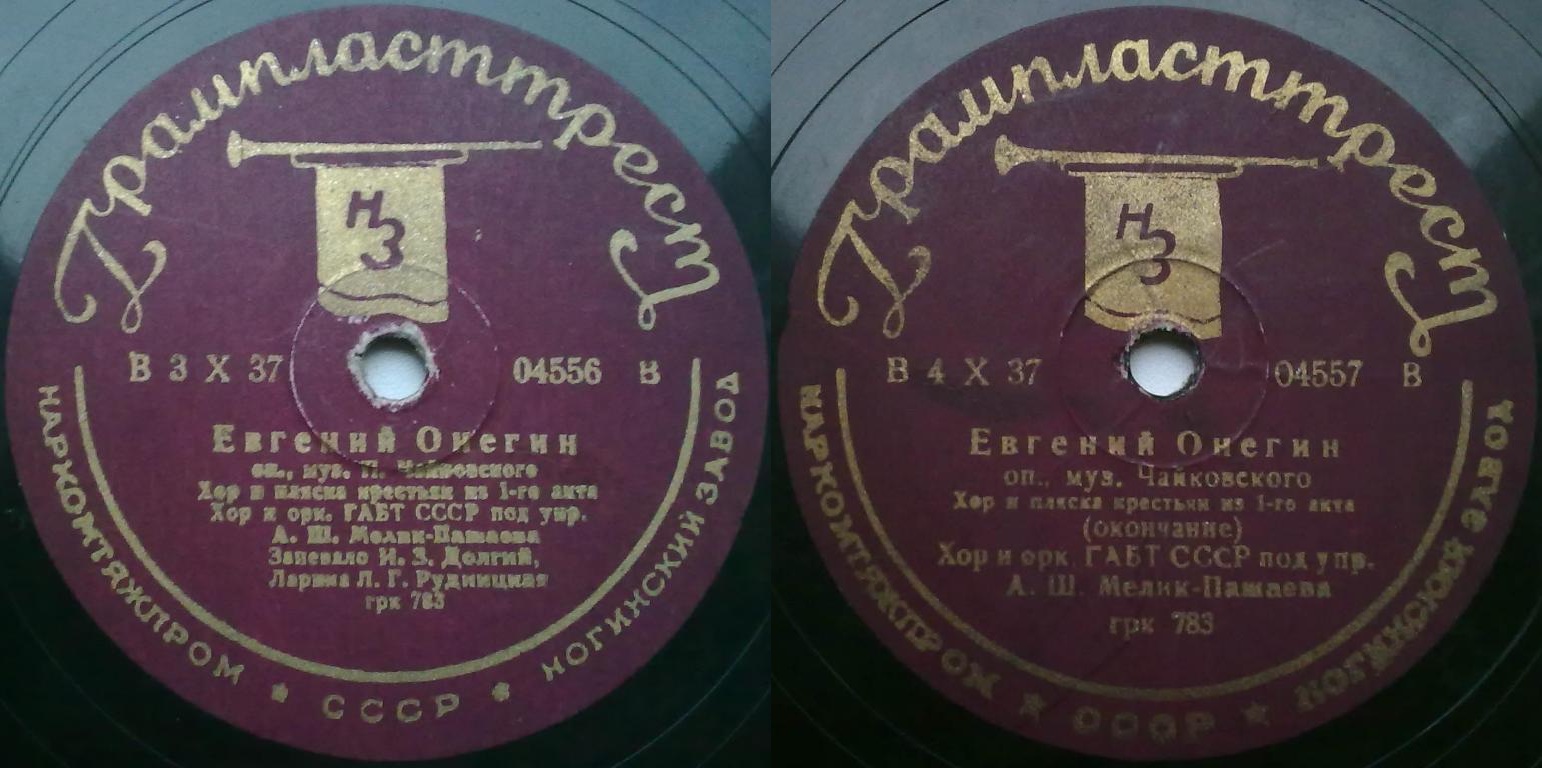 Грампласттрест
НЗ
В 3 X 37 04556 В
Евгений Онегин
оп., муз. П. Чайковского
Хор и пляска крестьян из 1-го акта
Хор и орк. ГАБТ СССР под упр.
А. Ш. Мелик-Пашаева
Запевало И. З. Долгий,
Ларина Л. Г. Рудницкая
грк 783
НАРКОМТЯЖПРОМ ★ СССР ★ НОГИНСКИЙ ЗАВОД
Грампласттрест
НЗ
В 4 X 37 04557 В
Евгений Онегин
оп., муз. Чайковского
Хор и пляска крестьян из 1-го акта
(окончание)
Хор и орк. ГАБТ СССР под упр.
А. Ш. Мелик-Пашаева
грк 783
НАРКОМТЯЖПРОМ ★ СССР ★ НОГИНСКИЙ ЗАВОД